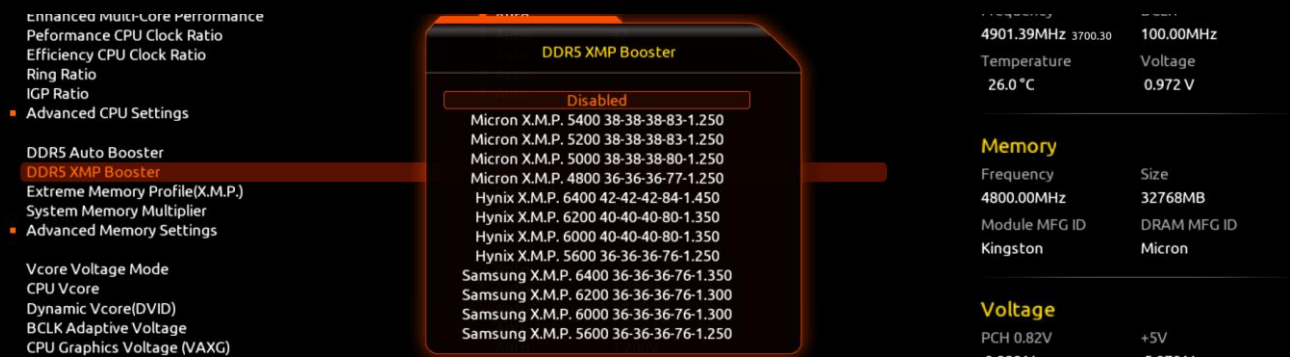 Enhanced Multi-Core Performance
Peformance CPU Clock Ratio
Efficiency CPU Clock Ratio
Ring Ratio
IGP Ratio
Advanced CPU Settings
DDR5 Auto Booster
DDR5 XMP Booster
Extreme Memory Profile(X.M.P.)
System Memory Multiplier
Advanced Memory Settings
Vcore Voltage Mode
CPU Vcore
Dynamic Vcore(DVID)
BCLK Adaptive Voltage
CPU Graphics Voltage (VAXG)
DDR5 XMP Booster
Disabled
Micron X.M.P. 5400 38-38-38-83-1.250
Micron X.M.P. 5200 38-38-38-83-1.250
Micron X.M.P. 5000 38-38-38-80-1.250
Micron X.M.P. 4800 36-36-36-77-1.250
Hynix X.M.P. 6400 42-42-42-84-1.450
Hynix X.M.P. 6200 40-40-40-80-1.350
Hynix X.M.P. 6000 40-40-40-80-1.350
Hynix X.M.P. 5600 36-36-36-76-1.250
Samsung X.M.P. 6400 36-36-36-76-1.350
Samsung X.M.P. 6200 36-36-36-76-1.300
Samsung X.M.P. 6000 36-36-36-76-1.300
Samsung X.M.P. 5600 36-36-36-76-1.250
4901.39MHz 3700.30 100.00MHz
Temperature Voltage
26.0 °C 0.972 V
Memory
Frequency Size
4800.00MHz 32768MB
Module MFG ID DRAM MFG ID
Kingston Micron
Voltage
PCH 0.82V +5V